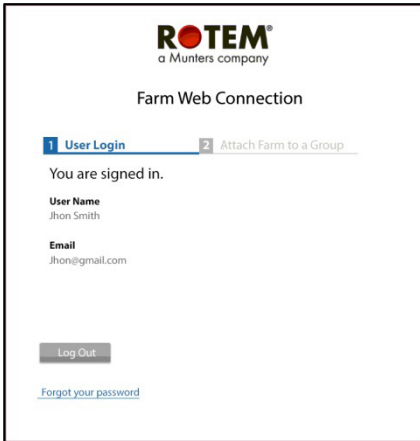 ROTEM®
a Munters company
Farm Web Connection
1 User Login 2 Attach Farm to a Group
You are signed in.
User Name
Jhon Smith
Email
Jhon@gmail.com
Log Out
Forgot your password